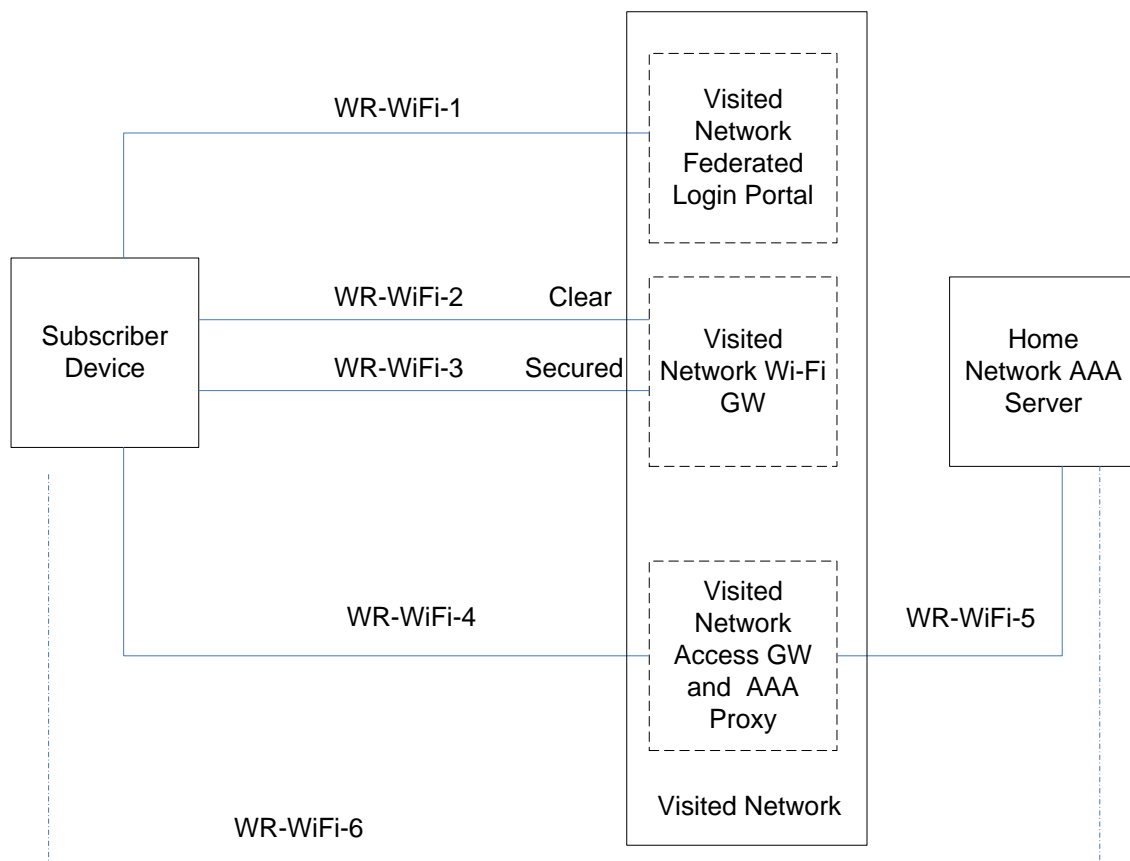 WR-WiFi-1
Visited
Network
Federated
Login Portal
Subscriber
Device
WR-WiFi-2 Clear
WR-WiFi-3 Secured
Visited
Network Wi-Fi
GW
Home
Network AAA
Server
WR-WiFi-4
Visited
Network
Access GW
and AAA
Proxy
WR-WiFi-5
Visited Network
WR-WiFi-6